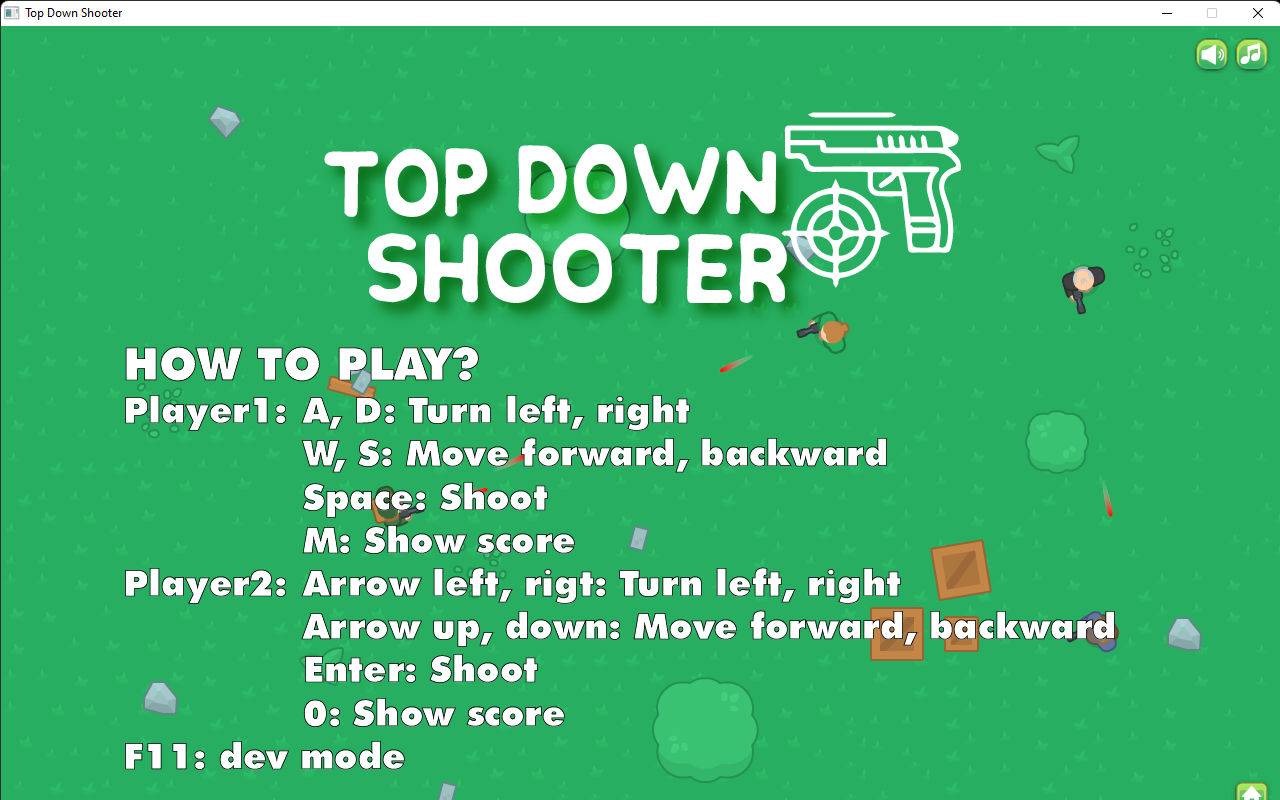 Top Down Shooter
TOP DOWN
SHOOTER
HOW TO PLAY?
Player1: A, D: Turn left, right
W, S: Move forward, backward
Space: Shoot
M: Show score
Player2: Arrow left, rigt: Turn left, right
Arrow up, down: Move forward, backward
Enter: Shoot
0: Show score
F11: dev mode